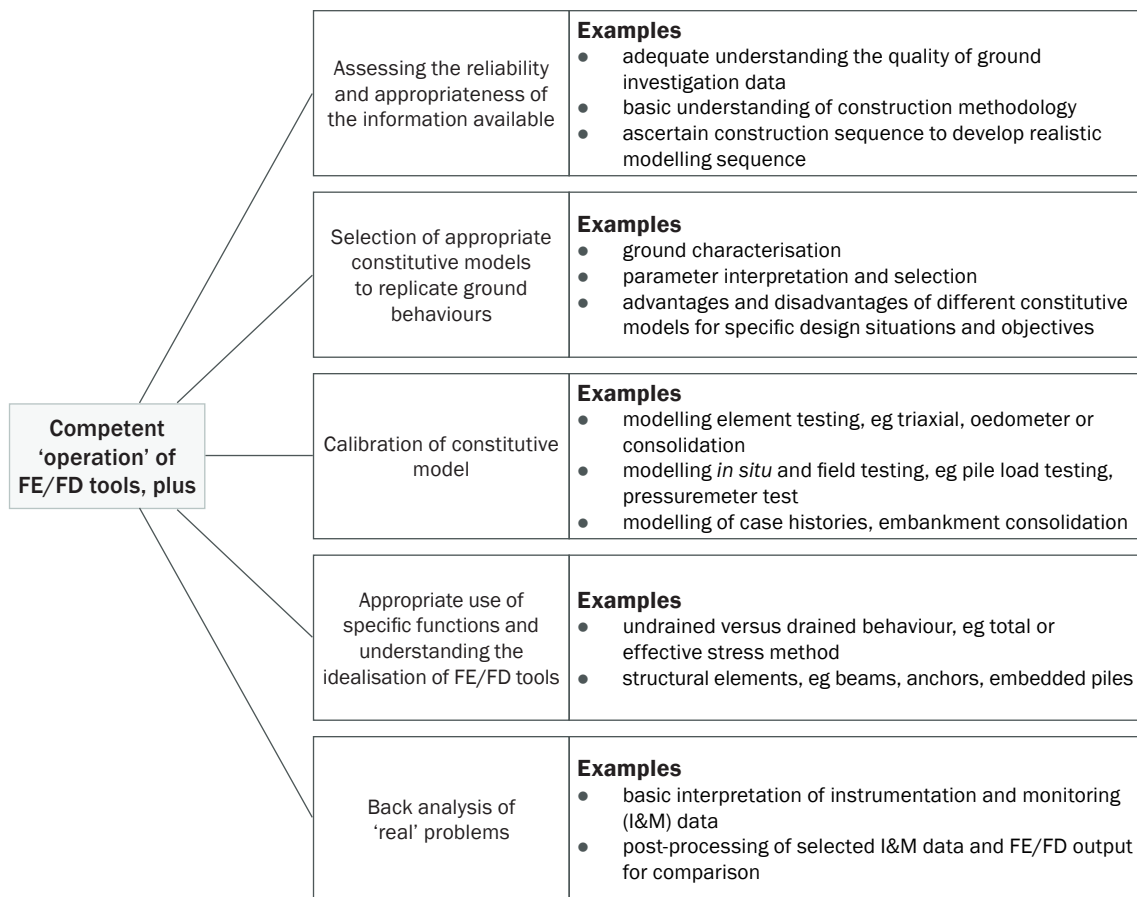 Competent
‘operation’ of
FE/FD tools, plus
Assessing the reliability
and appropriateness of
the information available
Examples
● adequate understanding the quality of ground
investigation data
● basic understanding of construction methodology
● ascertain construction sequence to develop realistic
modelling sequence
Selection of appropriate
constitutive models
to replicate ground
behaviours
Examples
● ground characterisation
● parameter interpretation and selection
● advantages and disadvantages of different constitutive
models for specific design situations and objectives
Calibration of constitutive
model
Examples
● modelling element testing, eg triaxial, oedometer or
consolidation
● modelling in situ and field testing, eg pile load testing,
pressuremeter test
● modelling of case histories, embankment consolidation
Appropriate use of
specific functions and
understanding the
idealisation of FE/FD tools
Examples
● undrained versus drained behaviour, eg total or
effective stress method
● structural elements, eg beams, anchors, embedded piles
Back analysis of
‘real’ problems
Examples
● basic interpretation of instrumentation and monitoring
(I&M) data
● post-processing of selected I&M data and FE/FD output
for comparison